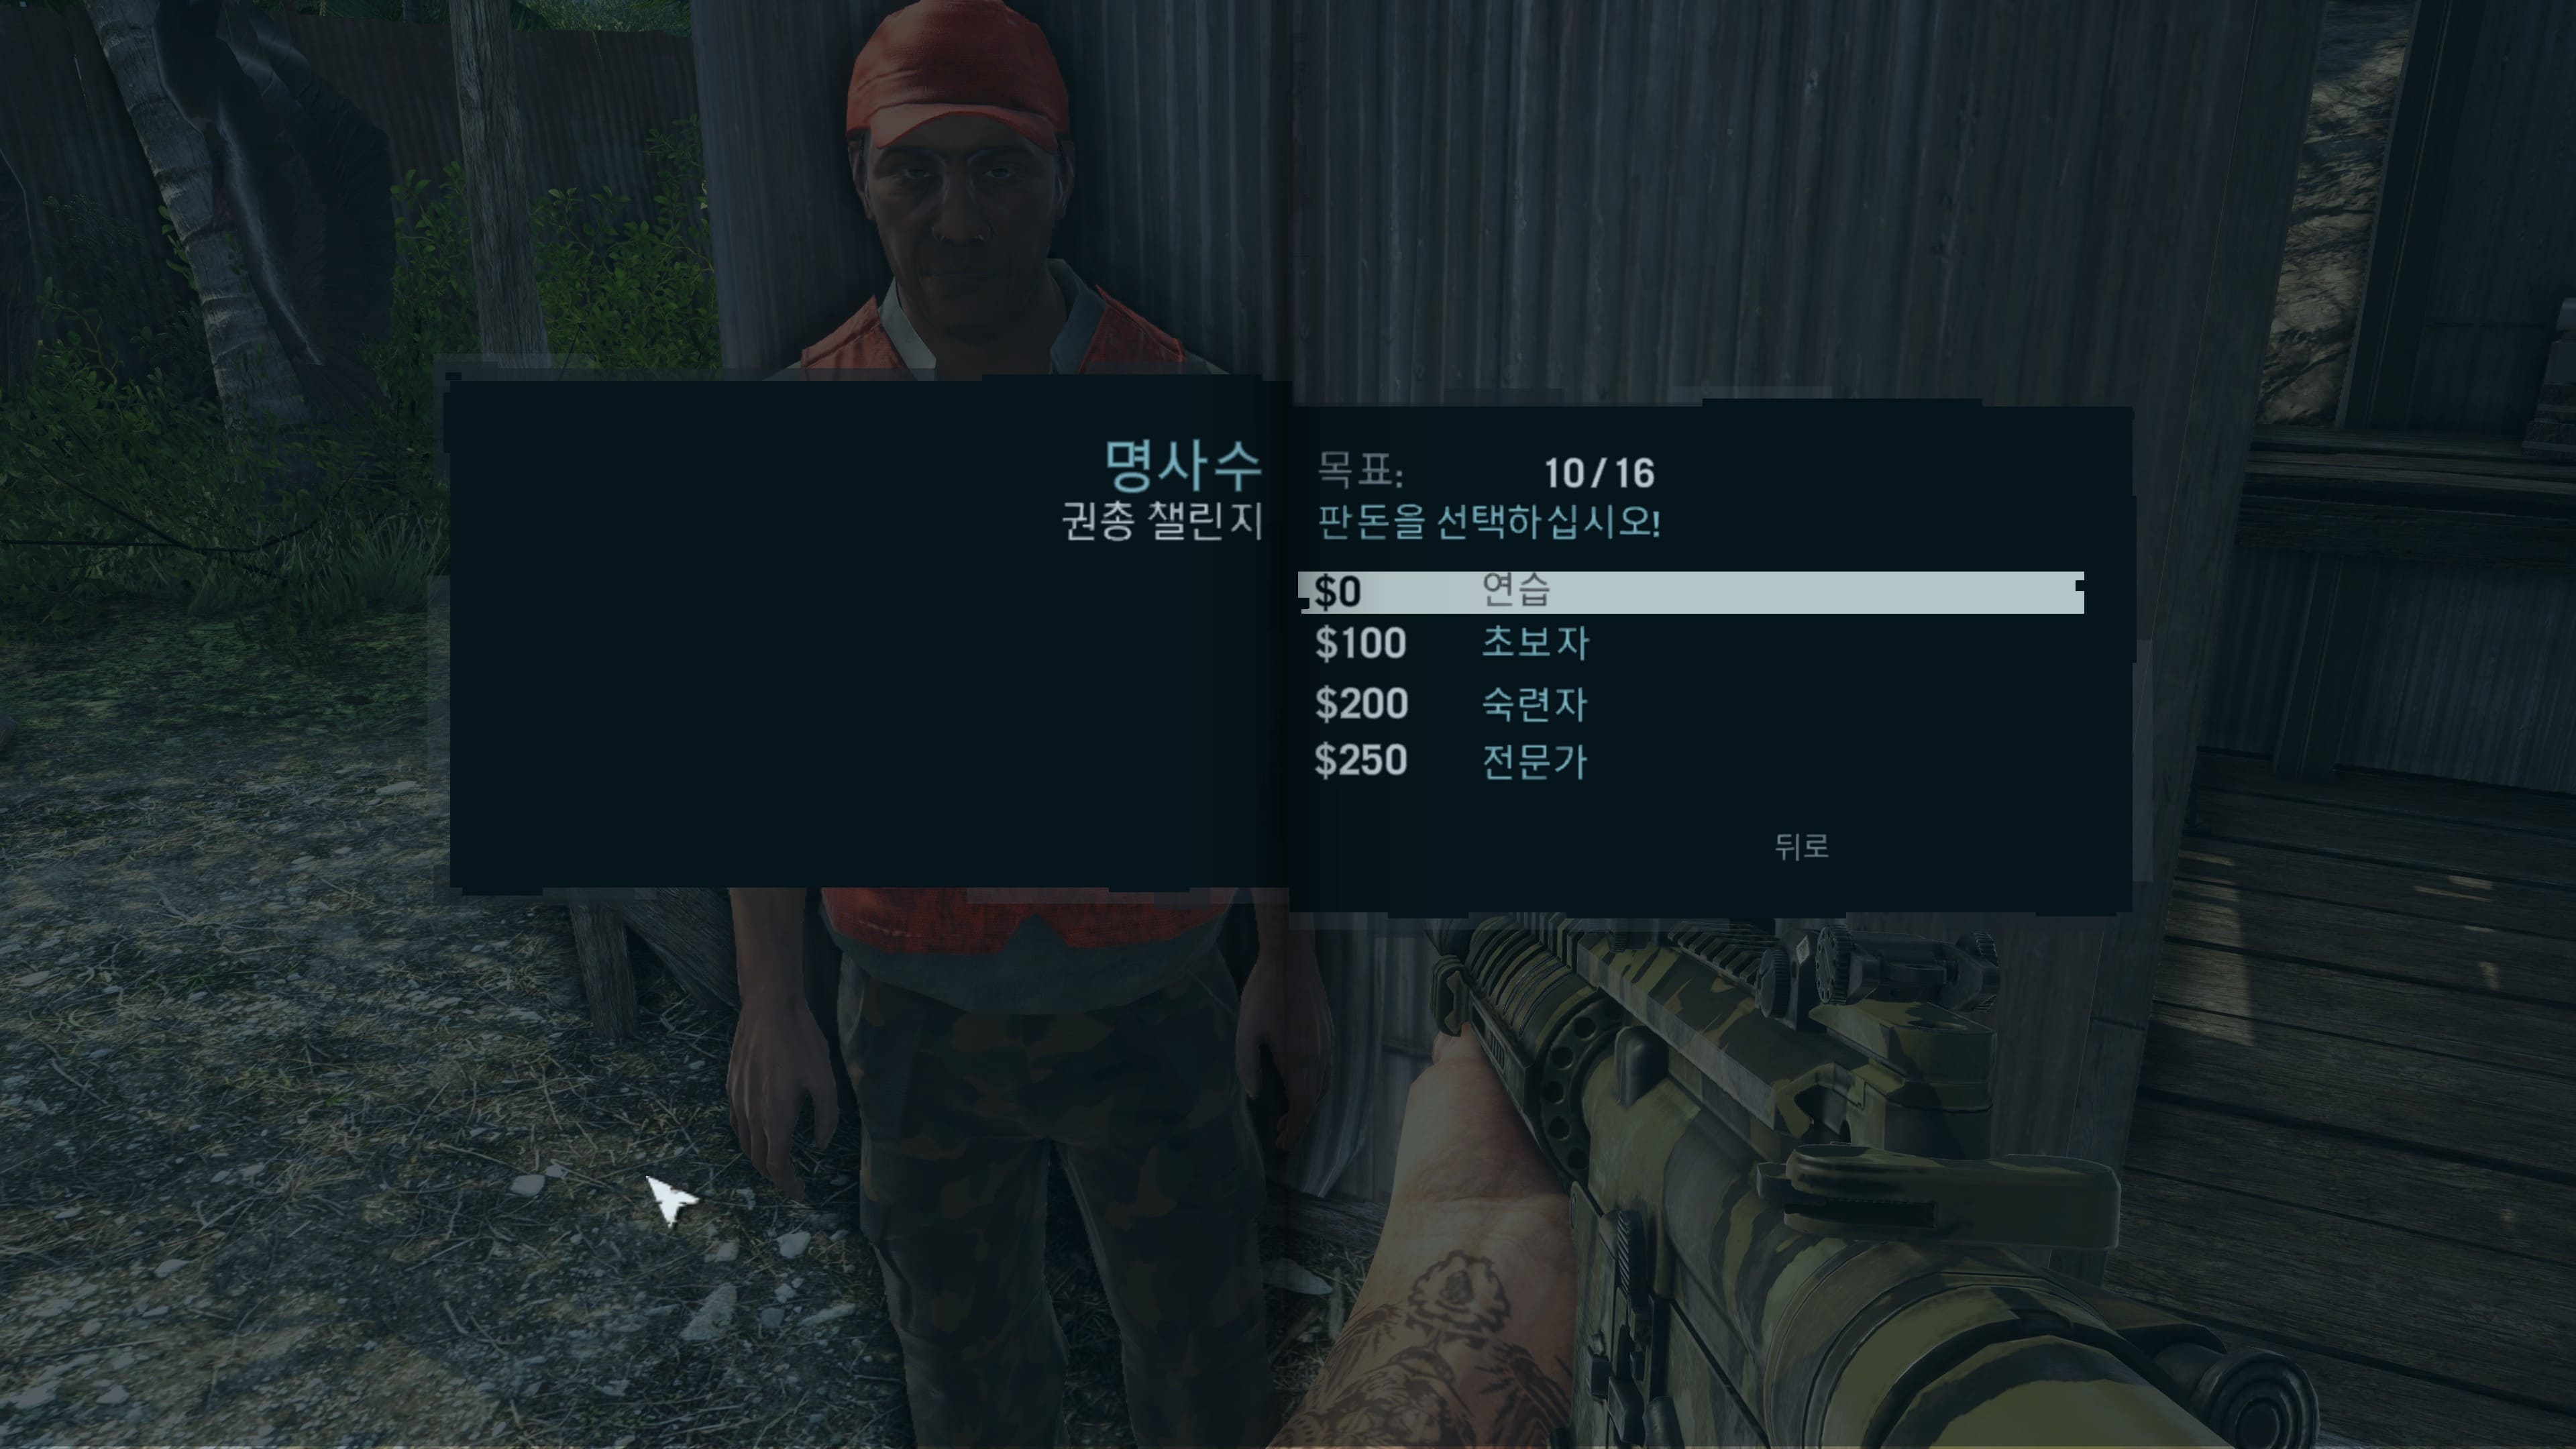 명사수
권총 챌린지
목표: 10/16
판돈을 선택하십시오!
$0 연습
$100 초보자
$200 숙련자
$250 전문가
뒤로